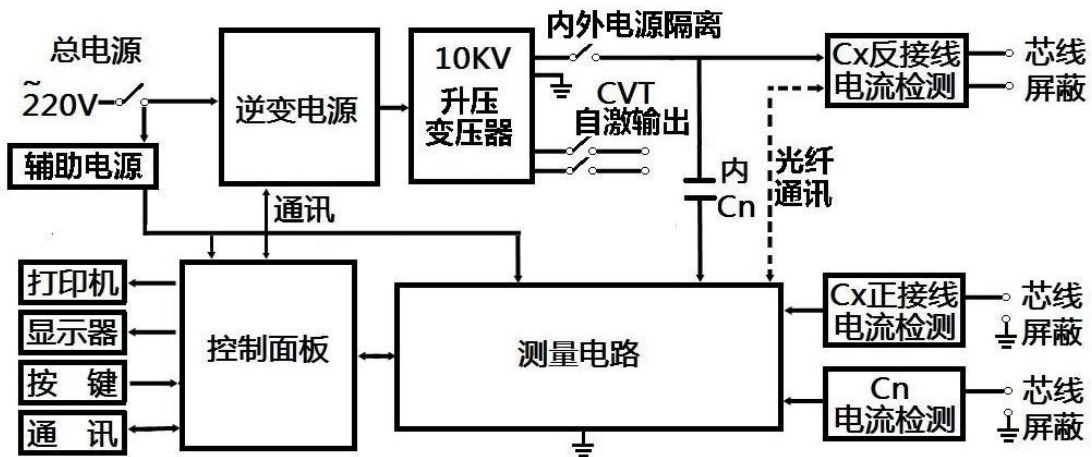 内外电源隔离
总电源
~
220V
逆变电源
10KV
升压
变压器
CVT
自激输出
Cx反接线
电流检测
芯线
屏蔽
辅助电源
内
Cn
光纤
通讯
通讯
打印机
显示器
按 键
通 讯
控制面板
测量电路
Cx正接线
电流检测
芯线
屏蔽
Cn
电流检测
芯线
屏蔽